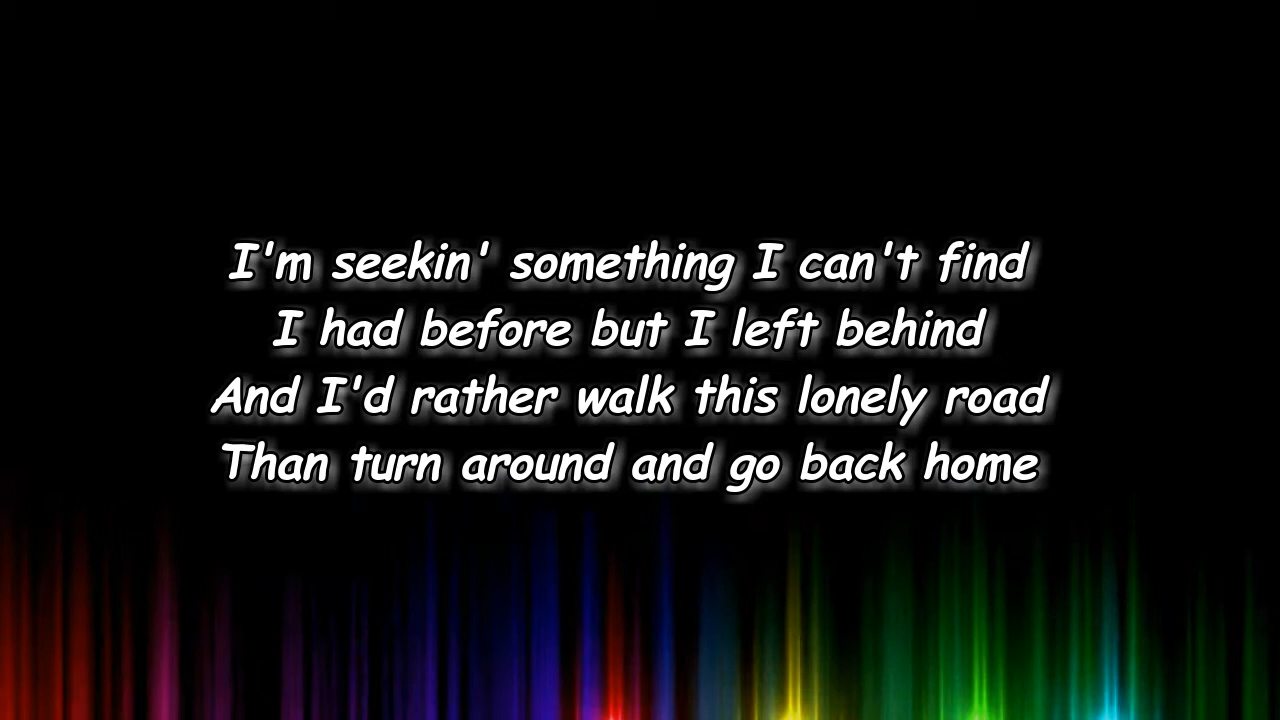 I'm seekin' something I can't find
I had before but I left behind
And I'd rather walk this lonely road
Than turn around and go back home